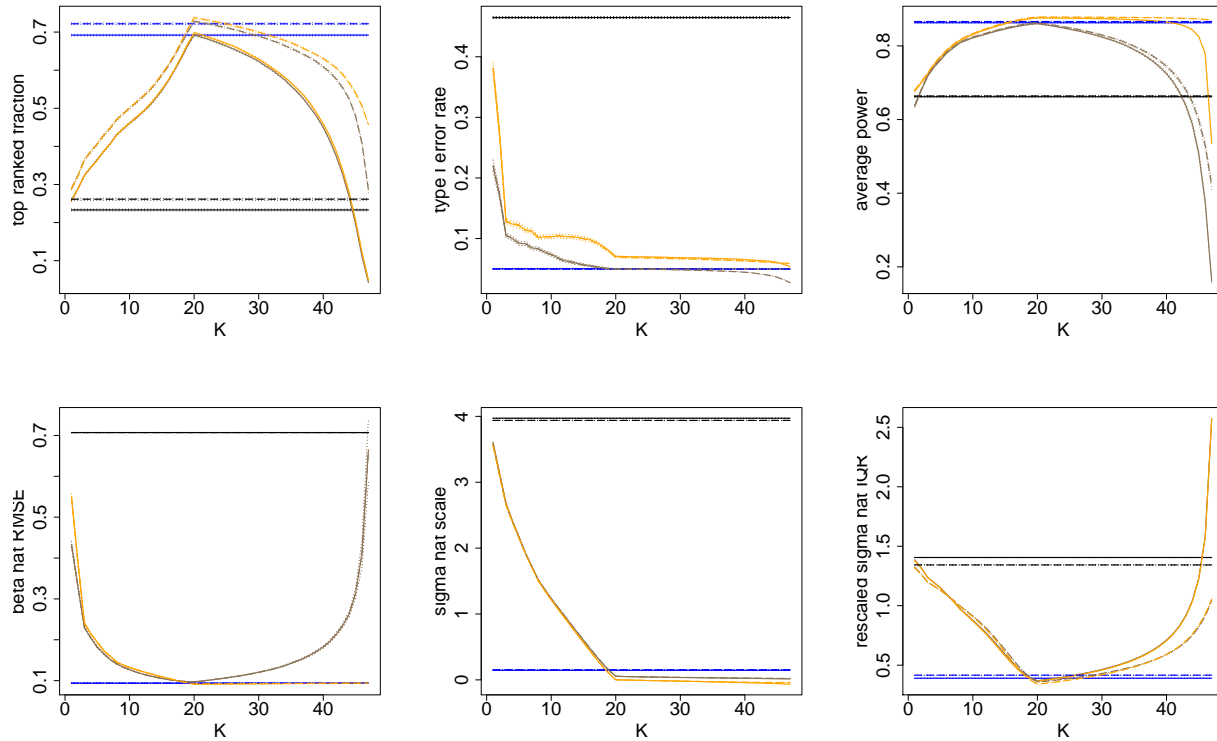 top ranked fraction
0.1 0.3 0.5 0.7
0 10 20 30 40
K
type I error rate
0.1 0.2 0.3 0.4
0 10 20 30 40
K
average power
0.2 0.4 0.6 0.8
0 10 20 30 40
K
beta hat RMSE
0.1 0.3 0.5 0.7
0 10 20 30 40
K
sigma hat scale
0 1 2 3 4
0 10 20 30 40
K
rescaled sigma hat IQR
0.5 1.0 1.5 2.0 2.5
0 10 20 30 40
K